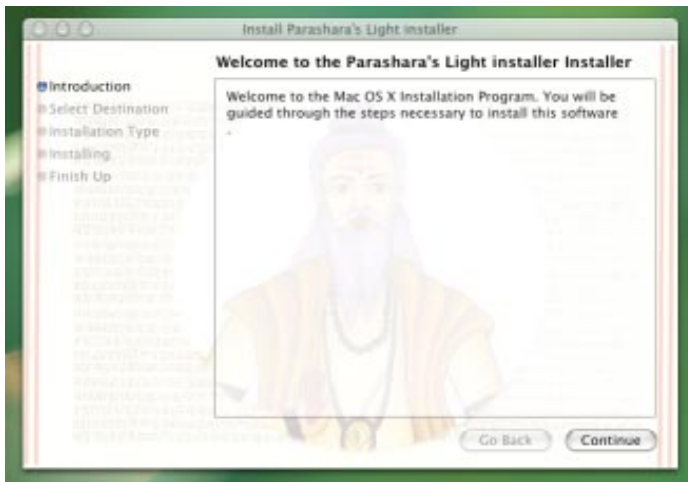 Install Parashara's Light installer
Welcome to the Parashara's Light installer Installer
Introduction
Select Destination
Installation Type
Installing
Finish Up
Welcome to the Mac OS X Installation Program. You will be
guided through the steps necessary to install this software
.
Go Back
Continue